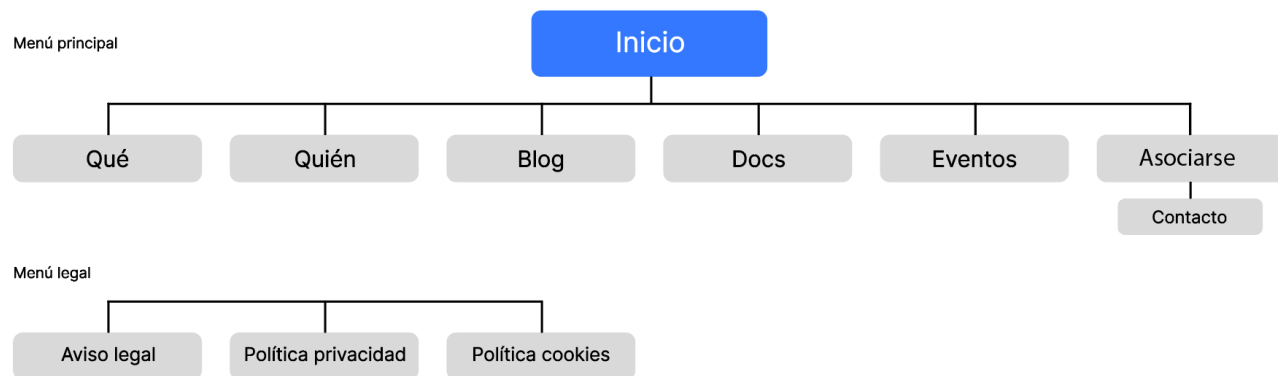 Menú principal
Inicio
Qué
Quién
Blog
Docs
Eventos
Asociarse
Contacto
Menú legal
Aviso legal
Política privacidad
Política cookies